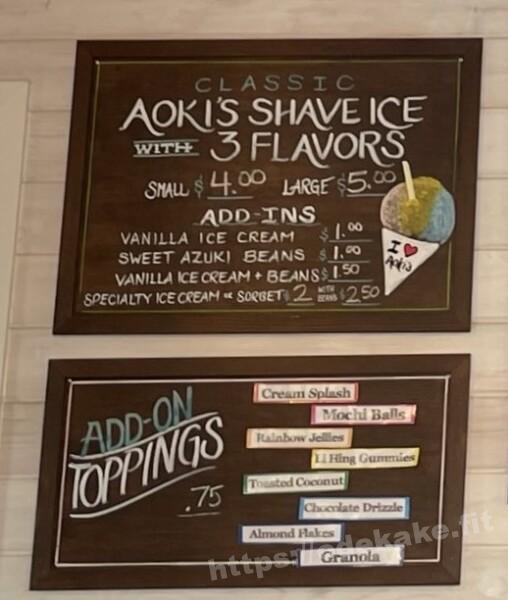 CLASSIC
AOKI'S SHAVE ICE
WITH 3 FLAVORS
SMALL $4.00 LARGE $5.00
ADD-INS
VANILLA ICE CREAM $1.00
SWEET AZUKI BEANS $1.00
VANILLA ICE CREAM + BEANS $1.50
SPECIALTY ICE CREAM OR SORBET $2 WITH BEANS $2.50
I ❤ Aokis
ADD-ON
TOPPINGS
.75
Cream Splash
Mochi Balls
Rainbow Jellies
Li Hing Gummies
Toasted Coconut
Chocolate Drizzle
Almond Flakes
Granola
https://odekake.fit